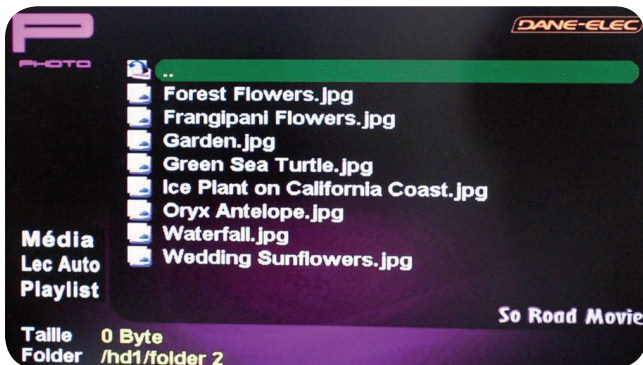 P
PHOTO
DANE-ELEC
..
Forest Flowers.jpg
Frangipani Flowers.jpg
Garden.jpg
Green Sea Turtle.jpg
Ice Plant on California Coast.jpg
Oryx Antelope.jpg
Waterfall.jpg
Wedding Sunflowers.jpg
Média
Lec Auto
Playlist
So Road Movie
Taille 0 Byte
Folder /hd1/folder 2